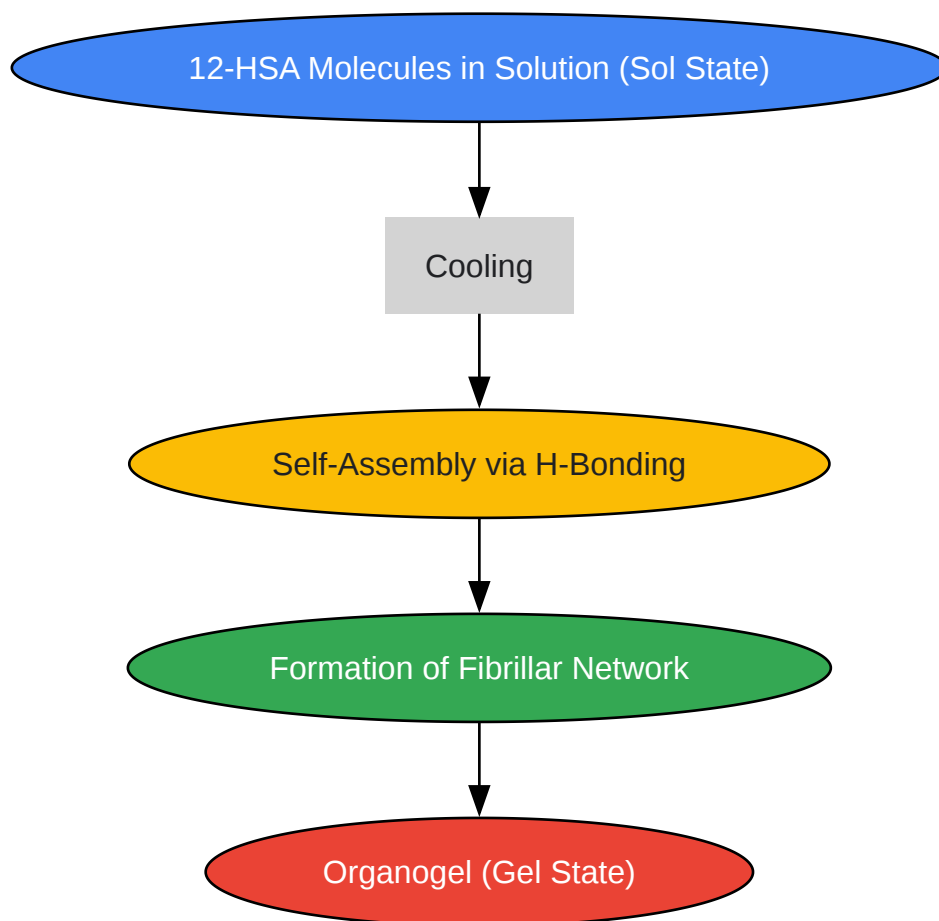 12-HSA Molecules in Solution (Sol State)
Cooling
Self-Assembly via H-Bonding
Formation of Fibrillar Network
Organogel (Gel State)